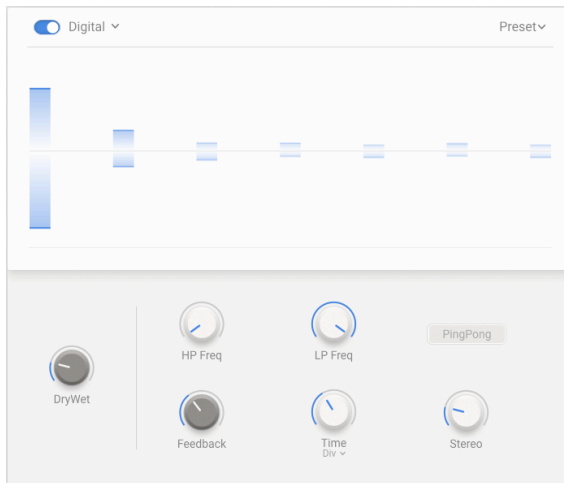 Digital
Preset
HP Freq
LP Freq
PingPong
DryWet
Feedback
Time
Div
Stereo